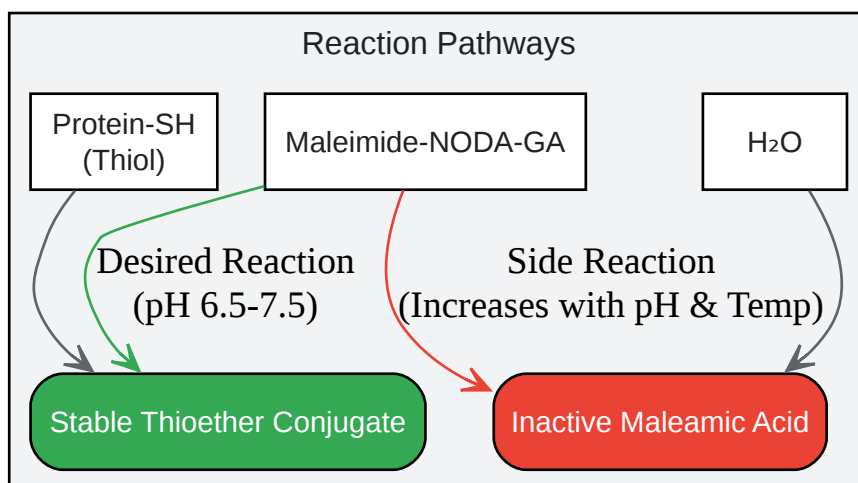 Reaction Pathways
Protein-SH
(Thiol)
Maleimide-NODA-GA
H₂O
Desired Reaction
(pH 6.5-7.5)
Side Reaction
(Increases with pH & Temp)
Stable Thioether Conjugate
Inactive Maleamic Acid